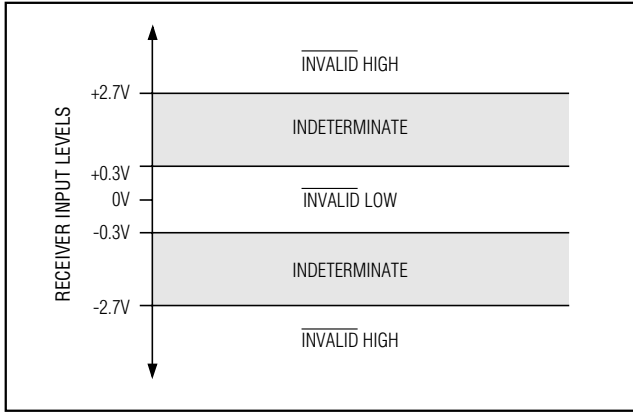 INVALID HIGH
+2.7V
INDETERMINATE
+0.3V
0V
INVALID LOW
-0.3V
INDETERMINATE
-2.7V
INVALID HIGH
RECEIVER INPUT LEVELS